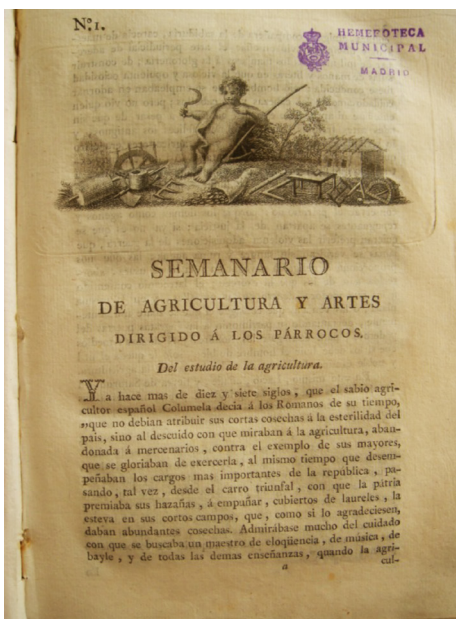 Nº. 1.
HEMEROTECA
MUNICIPAL
MADRID
SEMANARIO
DE AGRICULTURA Y ARTES
DIRIGIDO Á LOS PÁRROCOS.
Del estudio de la agricultura.
Ya hace mas de diez y siete siglos, que el sabio agri-
cultor español Columela decia á los Romanos de su tiempo,
„que no debian atribuir sus cortas cosechas á la esterilidad del
pais, sino al descuido con que miraban á la agricultura, aban-
donada á mercenarios, contra el exemplo de sus mayores,
que se gloriaban de exercerla, al mismo tiempo que desem-
peñaban los cargos mas importantes de la república, pa-
sando, tal vez, desde el carro triunfal, con que la pátria
premiaba sus hazañas, á empañar, cubiertos de laureles, la
esteva en sus cortos campos, que, como si lo agradeciesen,
daban abundantes cosechas. Admirábase mucho del cuidado
con que se buscaba un maestro de eloqüencia, de música, de
bayle, y de todas las demas enseñanzas, quando la agri-
a
cul-